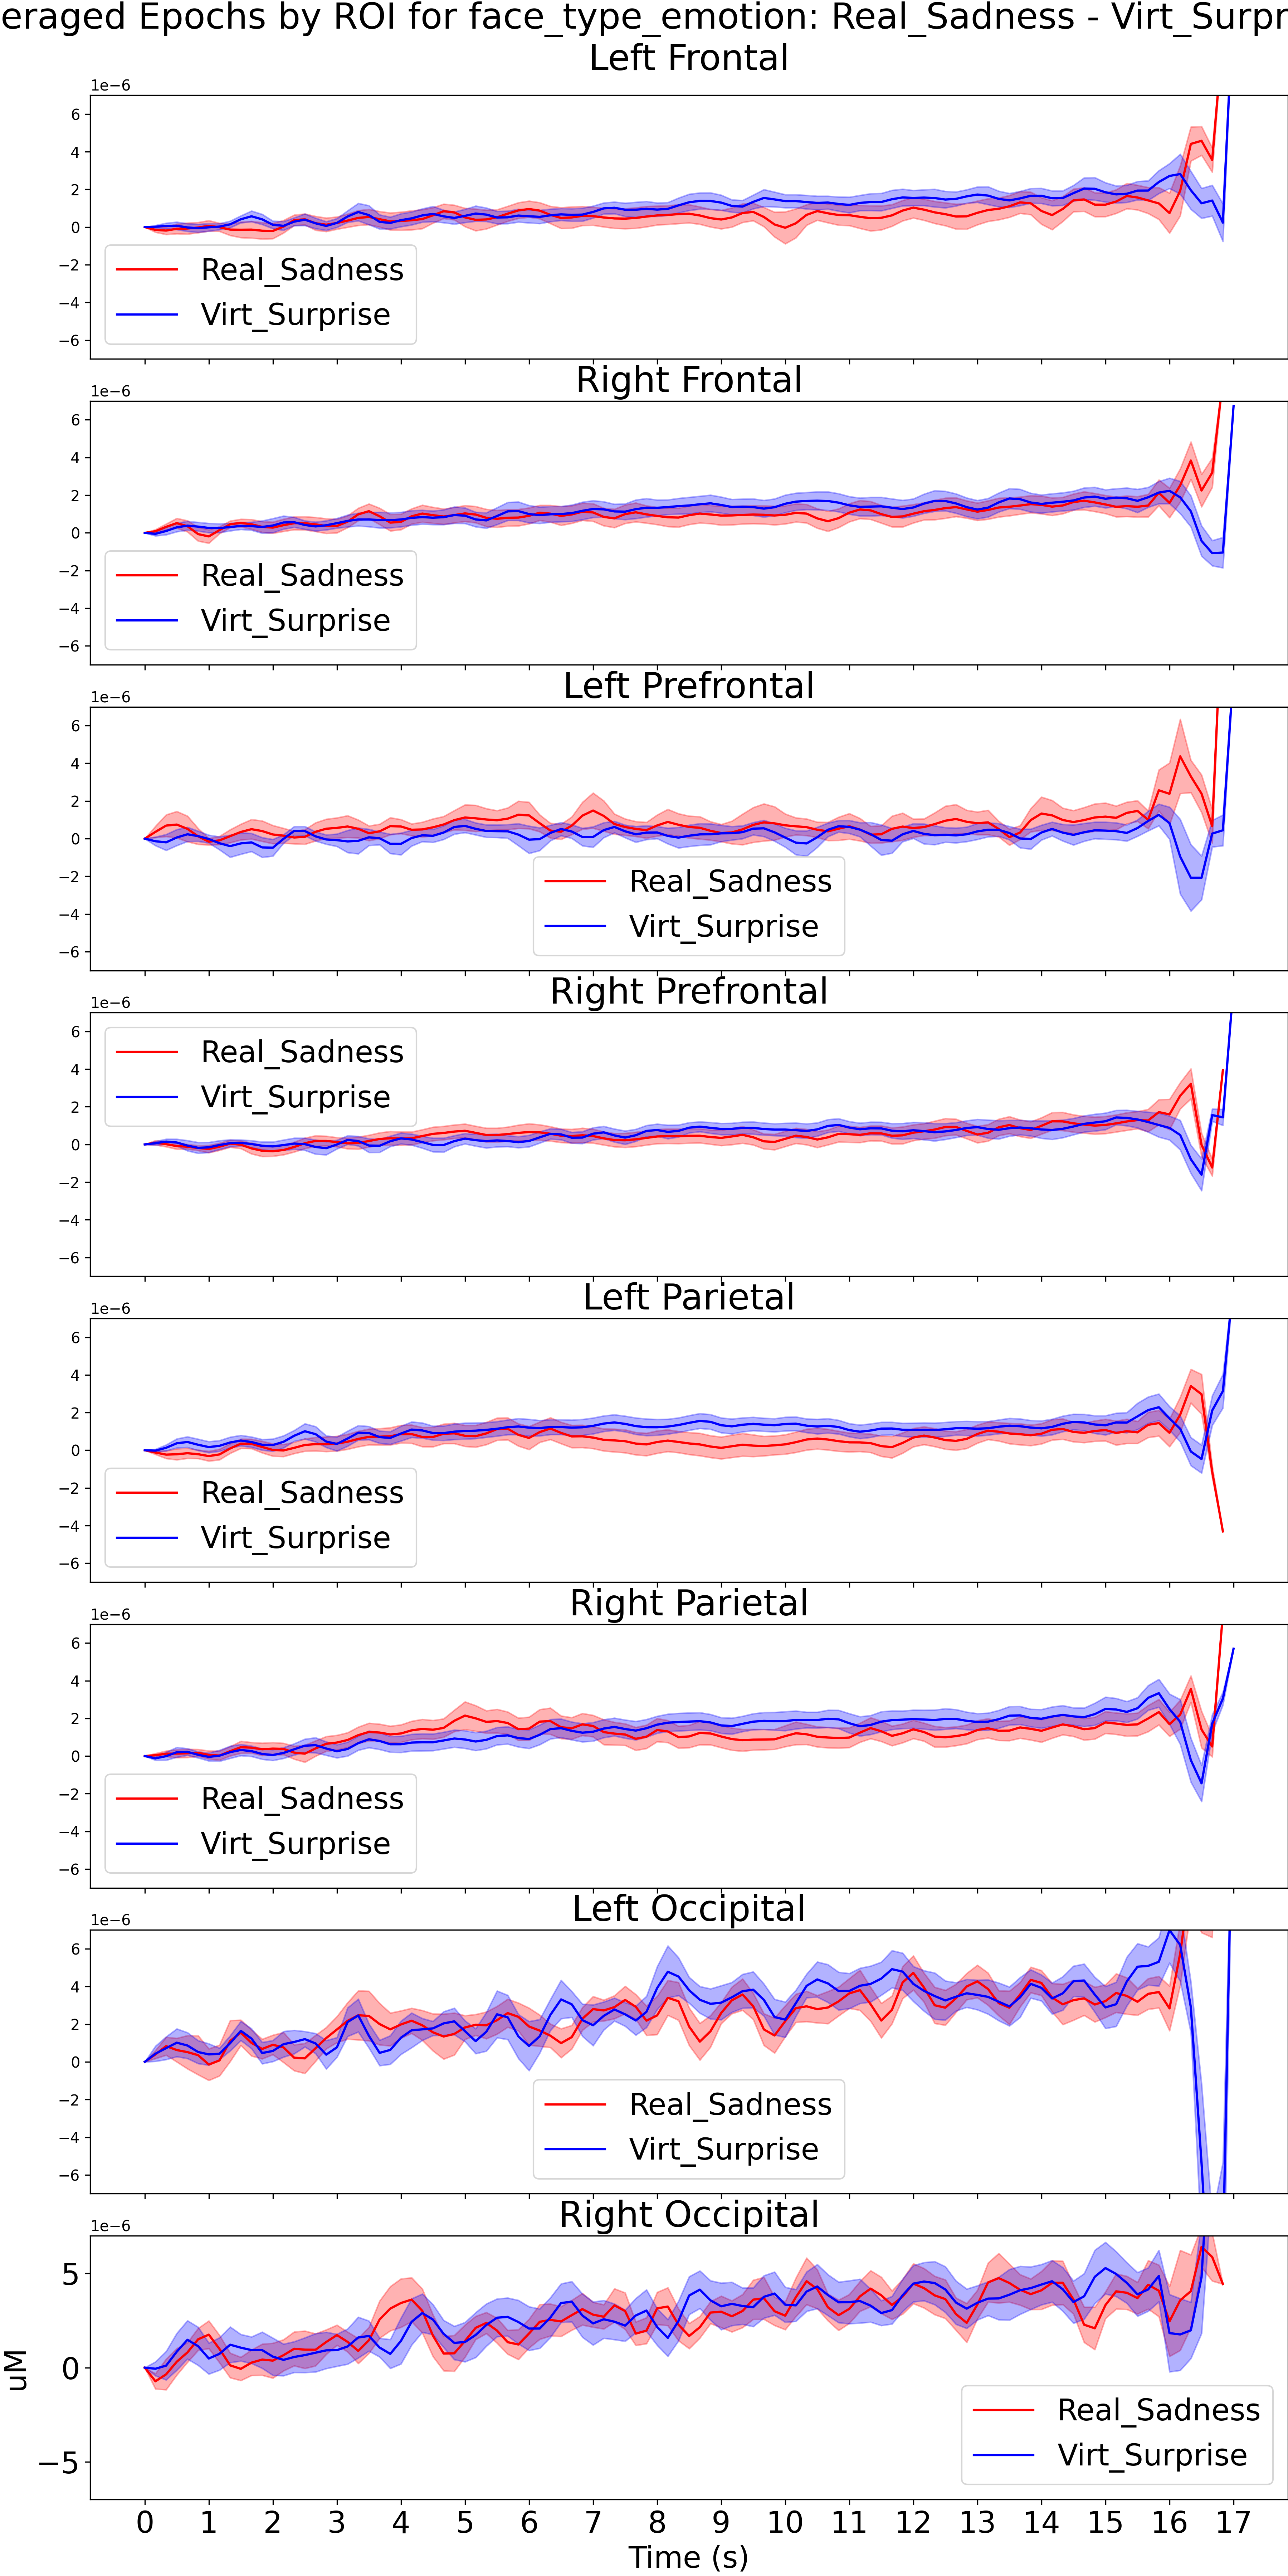 eraged Epochs by ROI for face_type_emotion: Real_Sadness - Virt_Surpr
Left Frontal
1e−6
6
4
2
0
−2
−4
−6
Real_Sadness
Virt_Surprise
Right Frontal
1e−6
6
4
2
0
−2
−4
−6
Real_Sadness
Virt_Surprise
Left Prefrontal
1e−6
6
4
2
0
−2
−4
−6
Real_Sadness
Virt_Surprise
Right Prefrontal
1e−6
6
4
2
0
−2
−4
−6
Real_Sadness
Virt_Surprise
Left Parietal
1e−6
6
4
2
0
−2
−4
−6
Real_Sadness
Virt_Surprise
Right Parietal
1e−6
6
4
2
0
−2
−4
−6
Real_Sadness
Virt_Surprise
Left Occipital
1e−6
6
4
2
0
−2
−4
−6
Real_Sadness
Virt_Surprise
Right Occipital
1e−6
5
0
−5
uM
Real_Sadness
Virt_Surprise
0 1 2 3 4 5 6 7 8 9 10 11 12 13 14 15 16 17
Time (s)